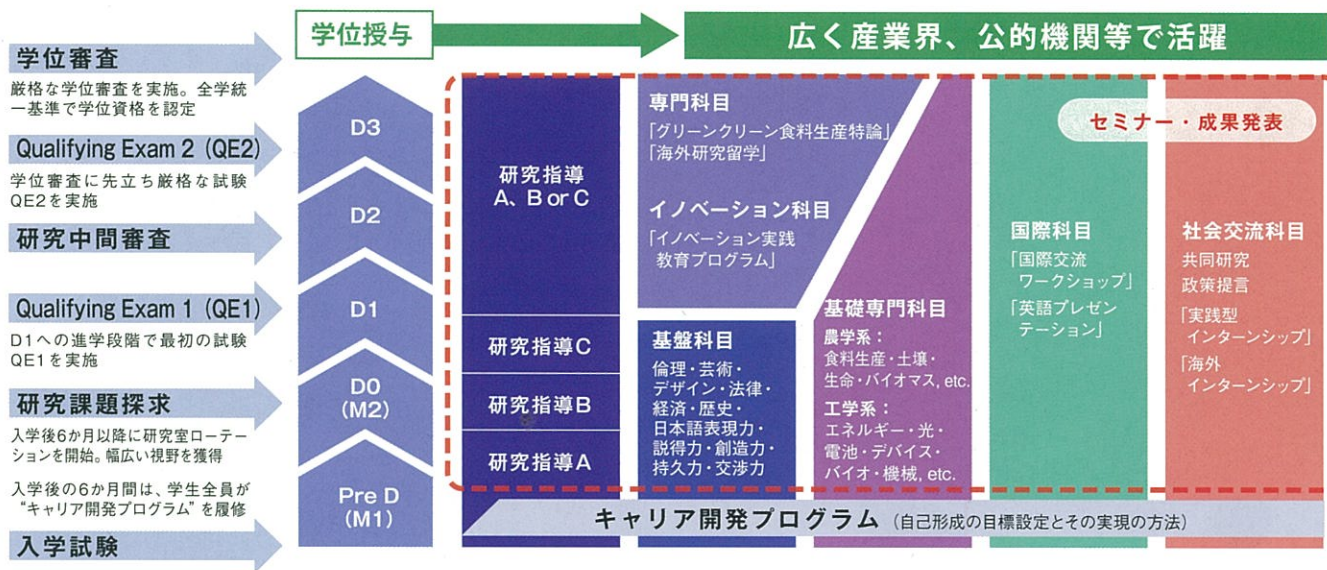 学位授与
広く産業界、公的機関等で活躍
学位審査
厳格な学位審査を実施。全学統
一基準で学位資格を認定
Qualifying Exam 2 (QE2)
学位審査に先立ち厳格な試験
QE2を実施
研究中間審査
Qualifying Exam 1 (QE1)
D1への進学段階で最初の試験
QE1を実施
研究課題探求
入学後6か月以降に研究室ローテー
ションを開始。幅広い視野を獲得
入学後の6か月間は、学生全員が
“キャリア開発プログラム”を履修
入学試験
D3
D2
D1
D0
(M2)
Pre D
(M1)
研究指導
A、B or C
研究指導C
研究指導B
研究指導A
専門科目
「グリーンクリーン食料生産特論」
「海外研究留学」
イノベーション科目
「イノベーション実践
教育プログラム」
基盤科目
倫理・芸術・
デザイン・法律・
経済・歴史・
日本語表現力・
説得力・創造力・
持久力・交渉力
基礎専門科目
農学系：
食料生産・土壌・
生命・バイオマス, etc.
工学系：
エネルギー・光・
電池・デバイス・
バイオ・機械, etc.
セミナー・成果発表
国際科目
「国際交流
ワークショップ」
「英語プレゼン
テーション」
社会交流科目
共同研究
政策提言
「実践型
インターンシップ」
「海外
インターンシップ」
キャリア開発プログラム（自己形成の目標設定とその実現の方法）